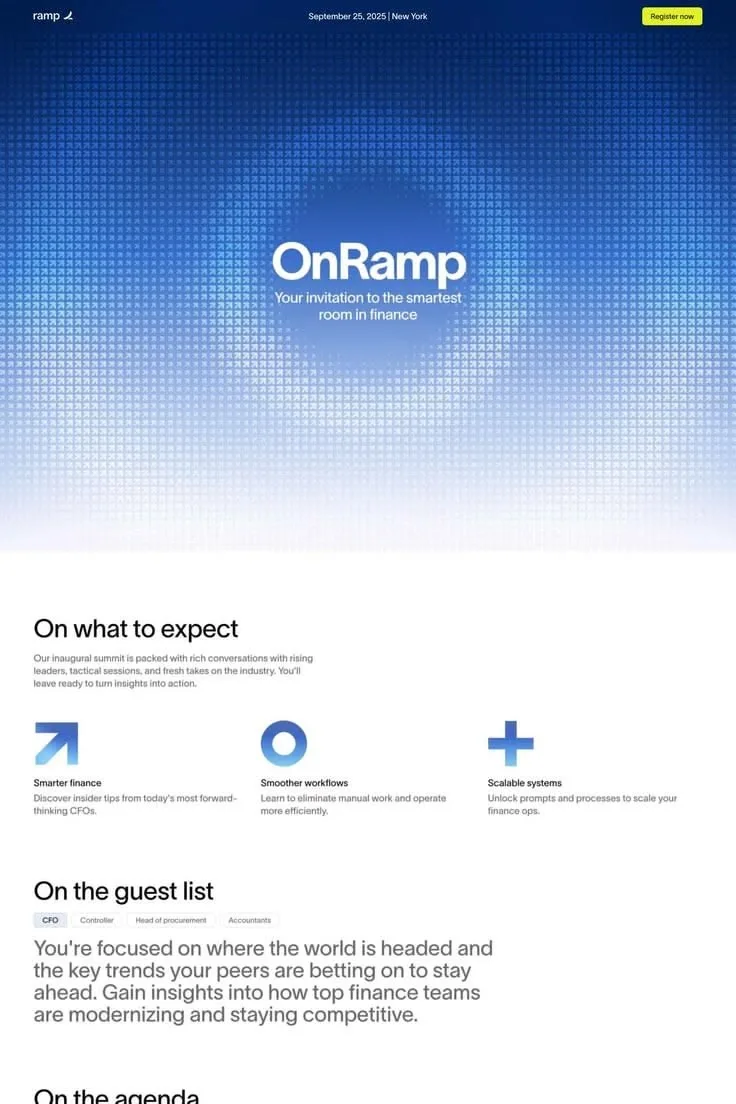 ramp
September 25, 2025 | New York
Register now
OnRamp
Your invitation to the smartest
room in finance
On what to expect
Our inaugural summit is packed with rich conversations with rising
leaders, tactical sessions, and fresh takes on the industry. You'll
leave ready to turn insights into action.
Smarter finance
Discover insider tips from today's most forward-
thinking CFOs.
Smoother workflows
Learn to eliminate manual work and operate
more efficiently.
Scalable systems
Unlock prompts and processes to scale your
finance ops.
On the guest list
CFO
Controller
Head of procurement
Accountants
You're focused on where the world is headed and
the key trends your peers are betting on to stay
ahead. Gain insights into how top finance teams
are modernizing and staying competitive.
On the agenda